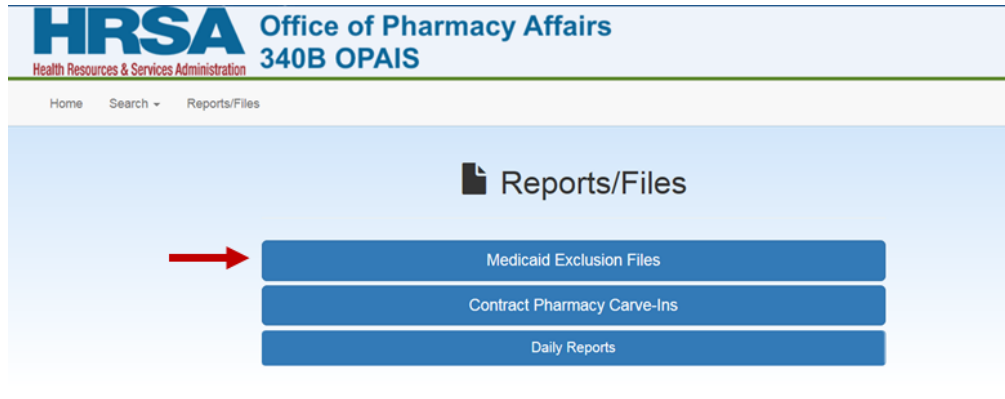 HRSA
Health Resources & Services Administration
Office of Pharmacy Affairs
340B OPAIS
Home Search Reports/Files
Reports/Files
Medicaid Exclusion Files
Contract Pharmacy Carve-Ins
Daily Reports